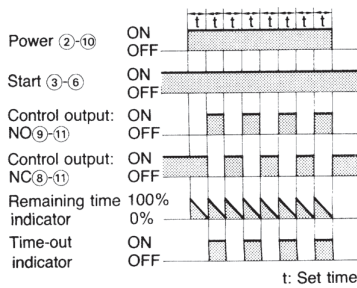 t t t t t t t t
Power ②-⑩ ON
OFF
Start ③-⑥ ON
OFF
Control output: ON
NO⑨-⑪ OFF
Control output: ON
NC⑧-⑪ OFF
Remaining time 100%
indicator 0%
Time-out ON
indicator OFF
t: Set time